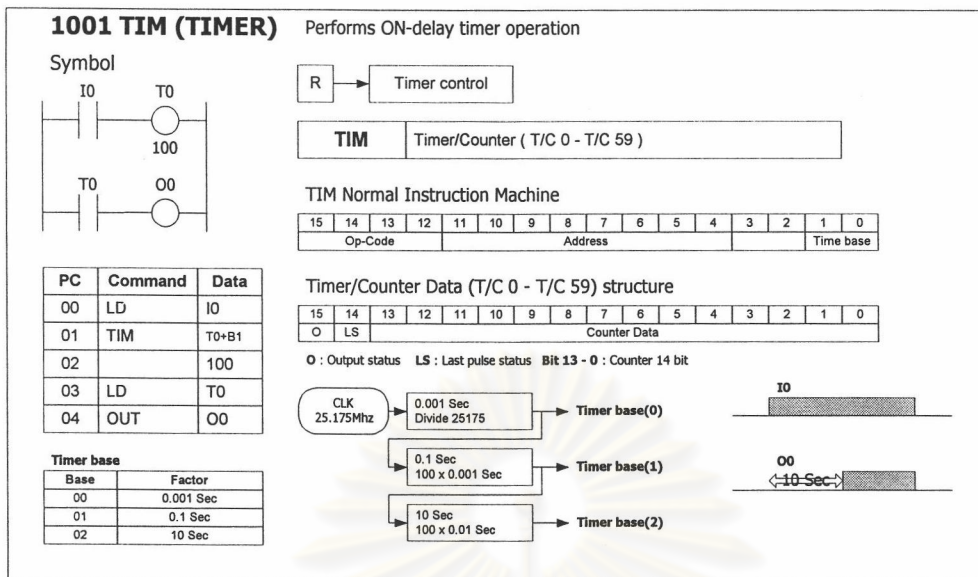 1001 TIM (TIMER) Performs ON-delay timer operation
Symbol
I0 T0
100
T0 O0
R Timer control
TIM Timer/Counter ( T/C 0 - T/C 59 )
TIM Normal Instruction Machine
15 14 13 12 11 10 9 8 7 6 5 4 3 2 1 0
Op-Code Address Time base
PC Command Data
00 LD I0
01 TIM T0+B1
02 100
03 LD T0
04 OUT O0
Timer/Counter Data (T/C 0 - T/C 59) structure
15 14 13 12 11 10 9 8 7 6 5 4 3 2 1 0
O LS Counter Data
O : Output status LS : Last pulse status Bit 13 - 0 : Counter 14 bit
CLK
25.175Mhz
0.001 Sec
Divide 25175
Timer base(0)
0.1 Sec
100 x 0.001 Sec
Timer base(1)
10 Sec
100 x 0.01 Sec
Timer base(2)
I0
O0
10 Sec
Timer base
Base Factor
00 0.001 Sec
01 0.1 Sec
02 10 Sec